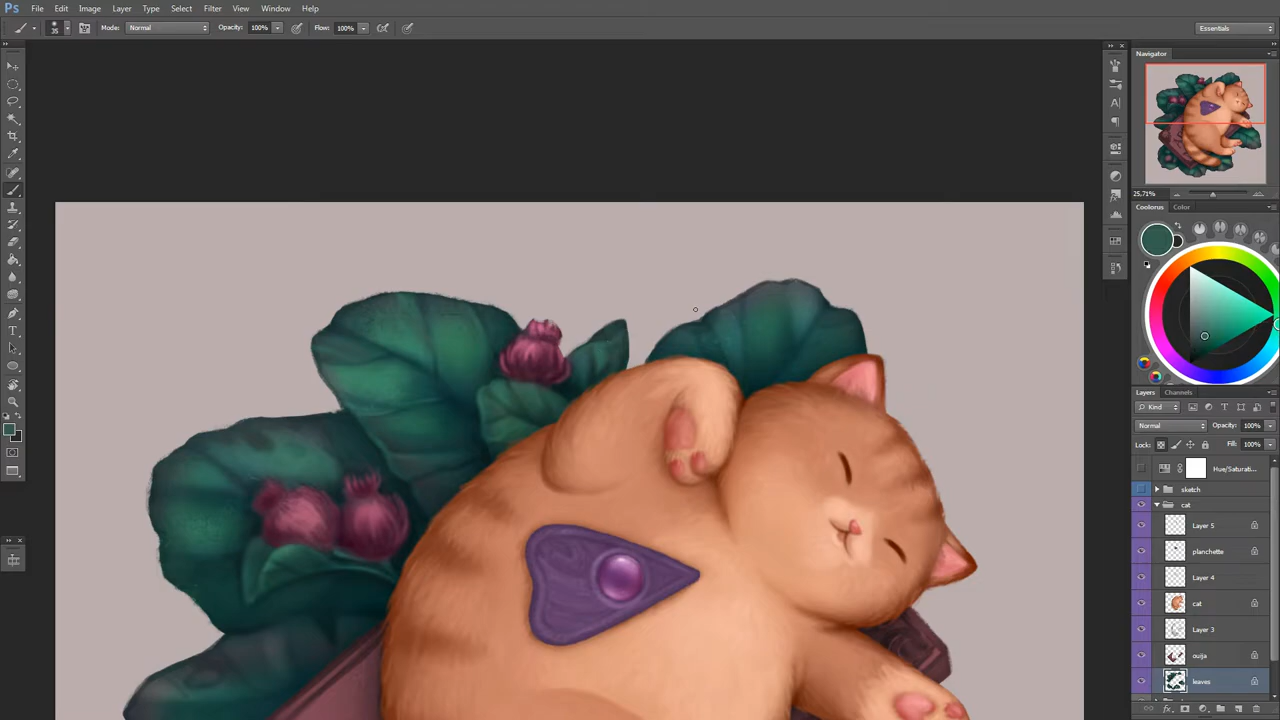 Ps File Edit Image Layer Type Select Filter View Window Help
35 Mode: Normal Opacity: 100% Flow: 100% Essentials
Navigator
25,71%
Coolorus Color
Layers Channels
Kind
Normal Opacity: 100%
Lock: Fill: 100%
Hue/Saturati...
sketch
cat
Layer 5
planchette
Layer 4
cat
Layer 3
ouija
leaves